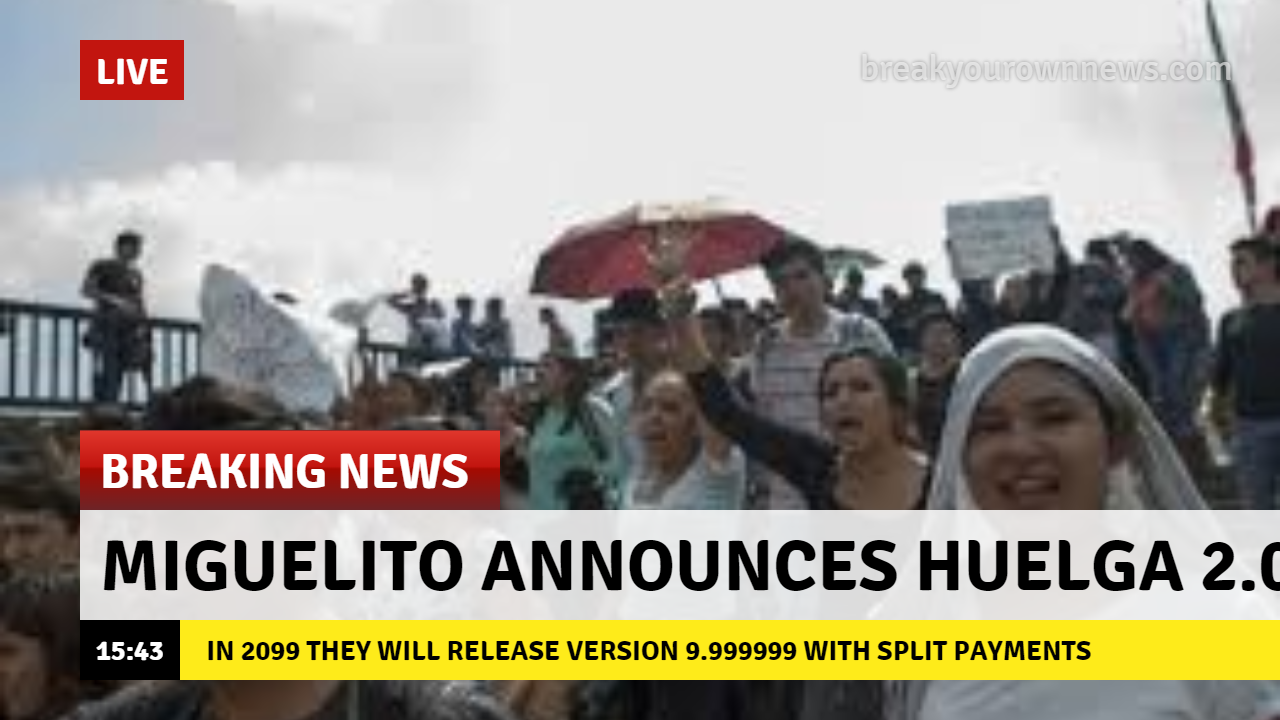 LIVE
breakyourownnews.com
BREAKING NEWS
MIGUELITO ANNOUNCES HUELGA 2.0
15:43
IN 2099 THEY WILL RELEASE VERSION 9.999999 WITH SPLIT PAYMENTS